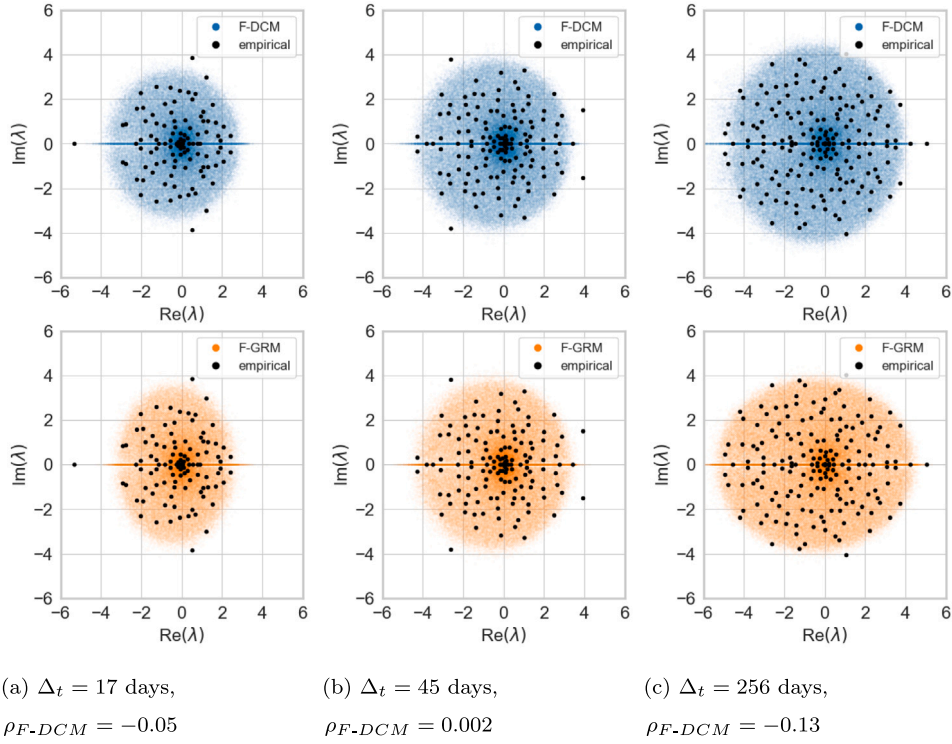 6
4
2
0
−2
−4
−6
Im(λ)
F-DCM
empirical
−6 −4 −2 0 2 4 6
Re(λ)
6
4
2
0
−2
−4
−6
Im(λ)
F-DCM
empirical
−6 −4 −2 0 2 4 6
Re(λ)
6
4
2
0
−2
−4
−6
Im(λ)
F-DCM
empirical
−6 −4 −2 0 2 4 6
Re(λ)
6
4
2
0
−2
−4
−6
Im(λ)
F-GRM
empirical
−6 −4 −2 0 2 4 6
Re(λ)
6
4
2
0
−2
−4
−6
Im(λ)
F-GRM
empirical
−6 −4 −2 0 2 4 6
Re(λ)
6
4
2
0
−2
−4
−6
Im(λ)
F-GRM
empirical
−6 −4 −2 0 2 4 6
Re(λ)
(a) Δt = 17 days,
ρF-DCM = −0.05
(b) Δt = 45 days,
ρF-DCM = 0.002
(c) Δt = 256 days,
ρF-DCM = −0.13